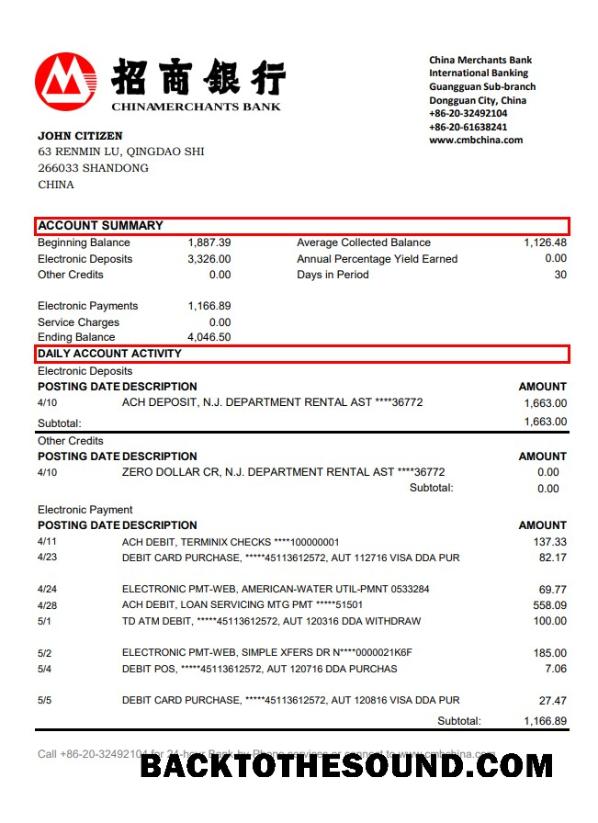 招商銀行
CHINAMERCHANTS BANK
China Merchants Bank
International Banking
Guangguan Sub-branch
Dongguan City, China
+86-20-32492104
+86-20-61638241
www.cmbchina.com
JOHN CITIZEN
63 RENMIN LU, QINGDAO SHI
266033 SHANDONG
CHINA
ACCOUNT SUMMARY
Beginning Balance 1,887.39 Average Collected Balance 1,126.48
Electronic Deposits 3,326.00 Annual Percentage Yield Earned 0.00
Other Credits 0.00 Days in Period 30
Electronic Payments 1,166.89
Service Charges 0.00
Ending Balance 4,046.50
DAILY ACCOUNT ACTIVITY
Electronic Deposits
POSTING DATE DESCRIPTION AMOUNT
4/10 ACH DEPOSIT, N.J. DEPARTMENT RENTAL AST ****36772 1,663.00
Subtotal: 1,663.00
Other Credits
POSTING DATE DESCRIPTION AMOUNT
4/10 ZERO DOLLAR CR, N.J. DEPARTMENT RENTAL AST ****36772 0.00
Subtotal: 0.00
Electronic Payment
POSTING DATE DESCRIPTION AMOUNT
4/11 ACH DEBIT, TERMINIX CHECKS ****100000001 137.33
4/23 DEBIT CARD PURCHASE, *****45113612572, AUT 112716 VISA DDA PUR 82.17
4/24 ELECTRONIC PMT-WEB, AMERICAN-WATER UTIL-PMNT 0533284 69.77
4/28 ACH DEBIT, LOAN SERVICING MTG PMT *****51501 558.09
5/1 TD ATM DEBIT, *****45113612572, AUT 120316 DDA WITHDRAW 100.00
5/2 ELECTRONIC PMT-WEB, SIMPLE XFERS DR N****0000021K6F 185.00
5/4 DEBIT POS, *****45113612572, AUT 120716 DDA PURCHAS 7.06
5/5 DEBIT CARD PURCHASE, *****45113612572, AUT 120816 VISA DDA PUR 27.47
Subtotal: 1,166.89
Call +86-20-32492104 for 24-hour Bank-by-Phone services or connect to www.cmbchina.com
BACKTOTHESOUND.COM